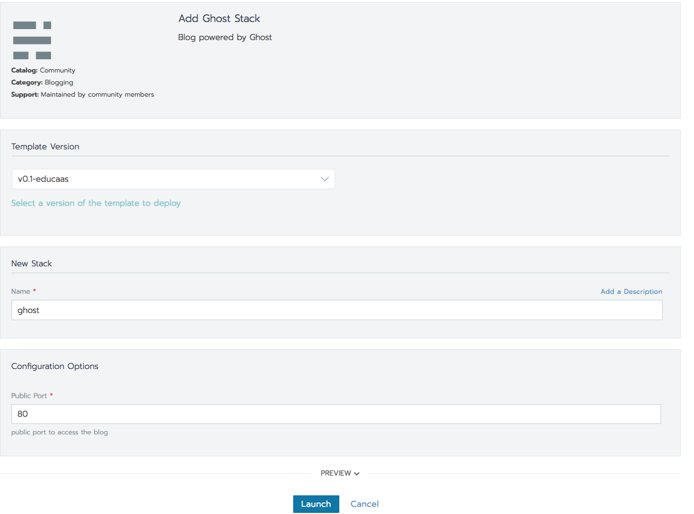 Add Ghost Stack
Blog powered by Ghost
Catalog: Community
Category: Blogging
Support: Maintained by community members
Template Version
v0.1-educaas
Select a version of the template to deploy
New Stack
Name *
Add a Description
ghost
Configuration Options
Public Port *
80
public port to access the blog
PREVIEW
Launch
Cancel